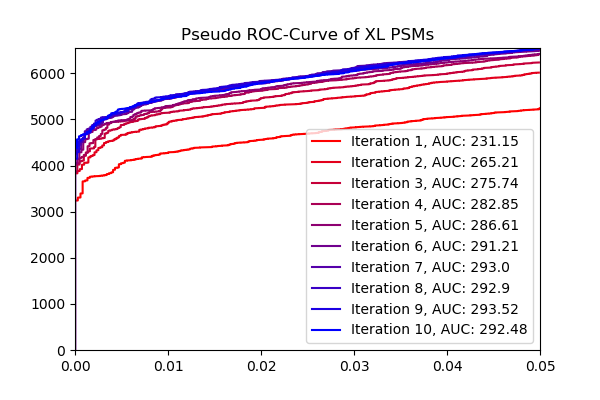 Pseudo ROC-Curve of XL PSMs
6000
5000
4000
3000
2000
1000
0
Iteration 1, AUC: 231.15
Iteration 2, AUC: 265.21
Iteration 3, AUC: 275.74
Iteration 4, AUC: 282.85
Iteration 5, AUC: 286.61
Iteration 6, AUC: 291.21
Iteration 7, AUC: 293.0
Iteration 8, AUC: 292.9
Iteration 9, AUC: 293.52
Iteration 10, AUC: 292.48
0.00 0.01 0.02 0.03 0.04 0.05